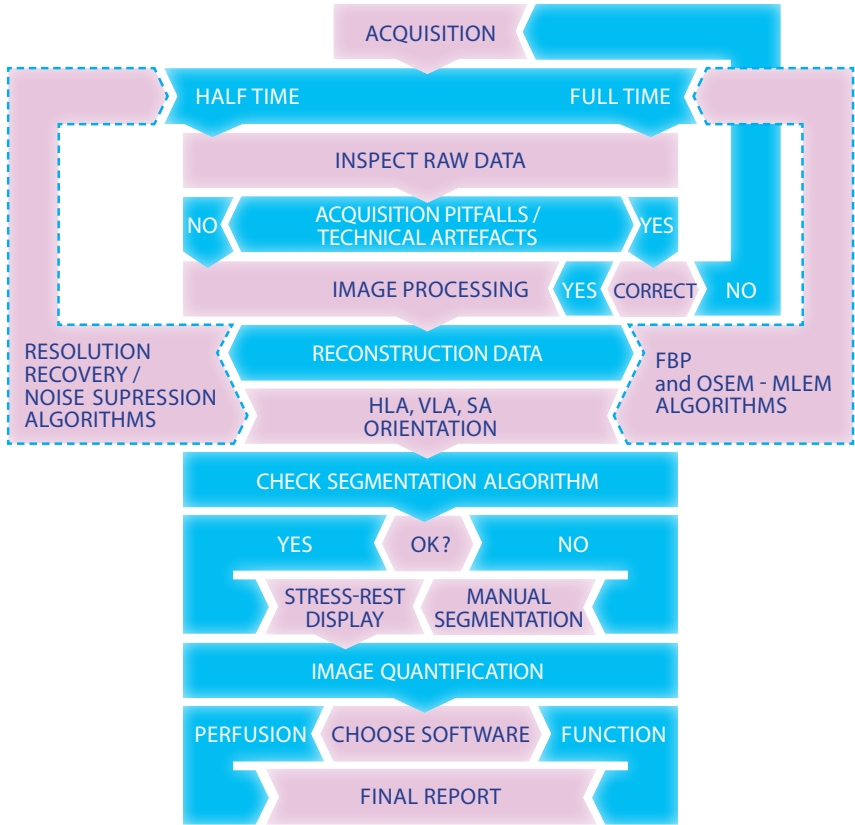 ACQUISITION
HALF TIME
FULL TIME
INSPECT RAW DATA
NO
ACQUISITION PITFALLS /
TECHNICAL ARTEFACTS
YES
IMAGE PROCESSING
YES
CORRECT
NO
RESOLUTION
RECOVERY /
NOISE SUPRESSION
ALGORITHMS
RECONSTRUCTION DATA
FBP
and OSEM - MLEM
ALGORITHMS
HLA, VLA, SA
ORIENTATION
CHECK SEGMENTATION ALGORITHM
YES
OK?
NO
STRESS-REST
DISPLAY
MANUAL
SEGMENTATION
IMAGE QUANTIFICATION
PERFUSION
CHOOSE SOFTWARE
FUNCTION
FINAL REPORT